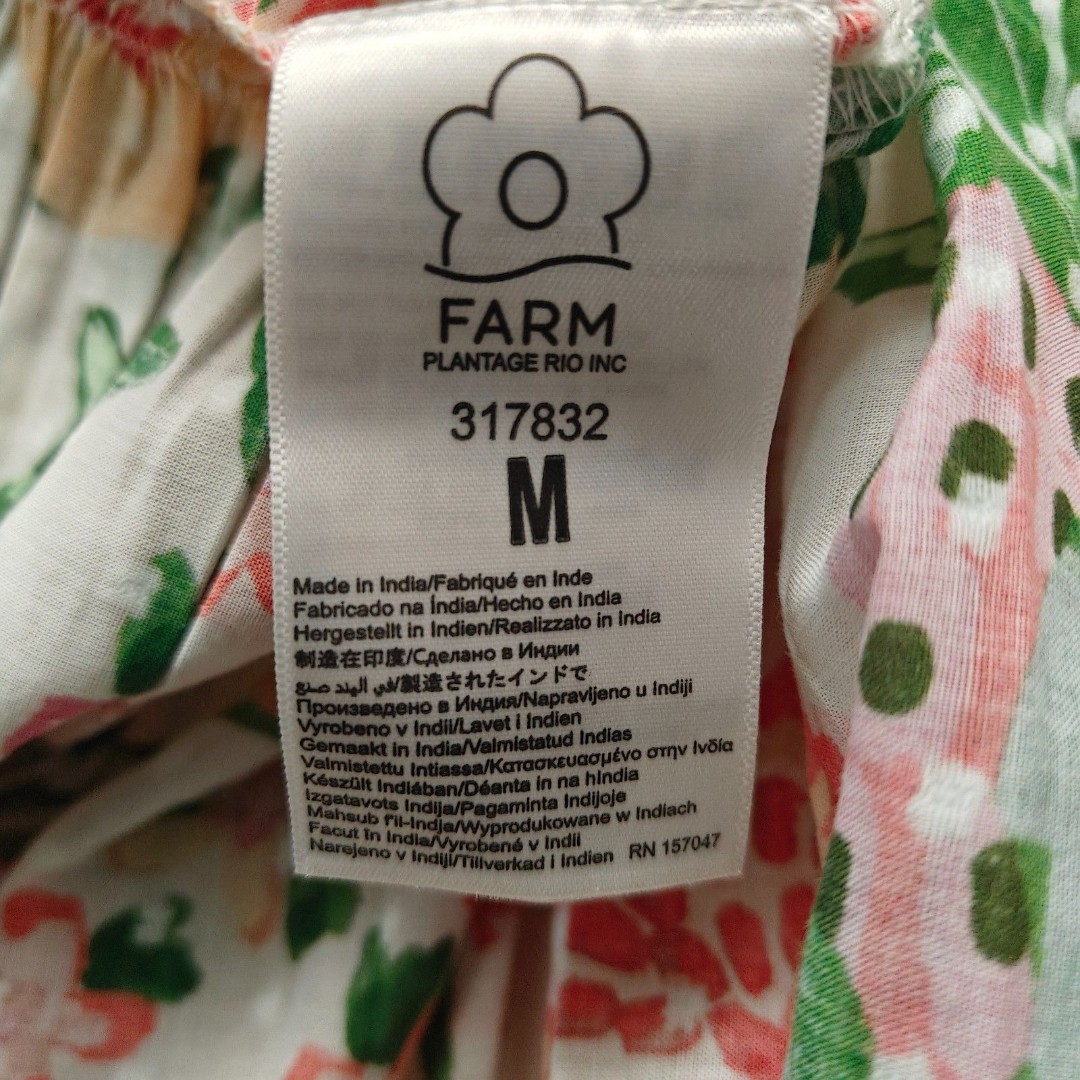 FARM
PLANTAGE RIO INC
317832
M
Made in India/Fabriqué en Inde
Fabricado na Índia/Hecho en India
Hergestellt in Indien/Realizzato in India
制造在印度/Сделано в Индии
في الهند صنع/製造されたインドで
Произведено в Индия/Napravljeno u Indiji
Vyrobeno v Indii/Lavet i Indien
Gemaakt in India/Valmistatud Indias
Valmistettu Intiassa/Κατασκευασμένο στην Ινδία
Készült Indiában/Déanta in na hIndia
Izgatavots Indija/Pagaminta Indijoje
Mahsub f'il-Indja/Wyprodukowane w Indiach
Facut în India/Vyrobené v Indii
Narejeno v Indiji/Tillverkad i Indien RN 157047